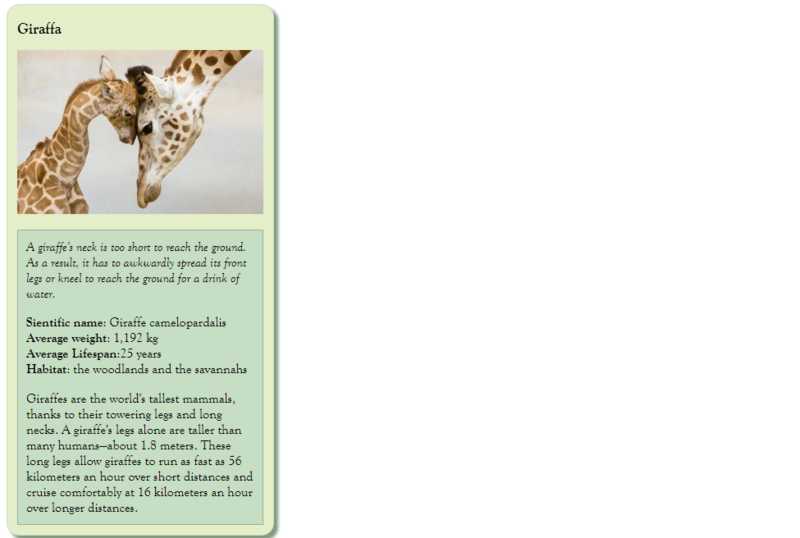 Giraffa
A giraffe's neck is too short to reach the ground.
As a result, it has to awkwardly spread its front
legs or kneel to reach the ground for a drink of
water.
Sientific name: Giraffe camelopardalis
Average weight: 1,192 kg
Average Lifespan:25 years
Habitat: the woodlands and the savannahs
Giraffes are the world's tallest mammals,
thanks to their towering legs and long
necks. A giraffe's legs alone are taller than
many humans—about 1.8 meters. These
long legs allow giraffes to run as fast as 56
kilometers an hour over short distances and
cruise comfortably at 16 kilometers an hour
over longer distances.